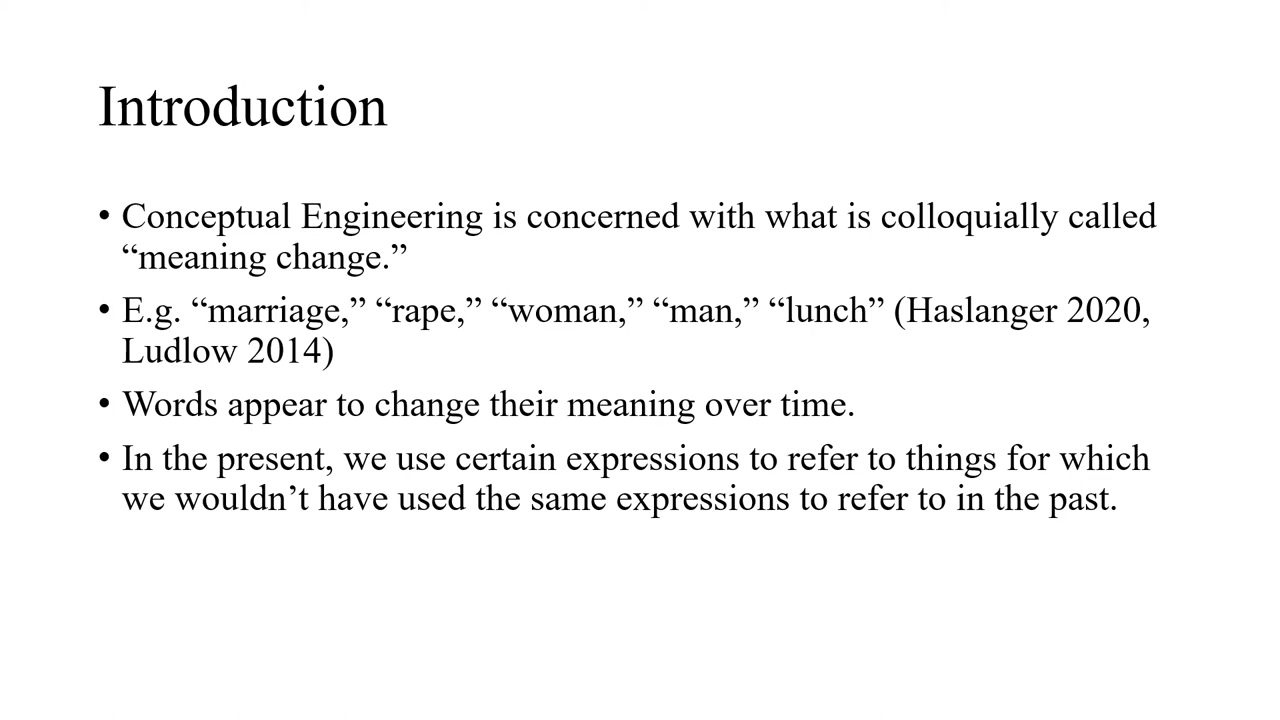 Introduction
• Conceptual Engineering is concerned with what is colloquially called
“meaning change.”
• E.g. “marriage,” “rape,” “woman,” “man,” “lunch” (Haslanger 2020,
Ludlow 2014)
• Words appear to change their meaning over time.
• In the present, we use certain expressions to refer to things for which
we wouldn’t have used the same expressions to refer to in the past.